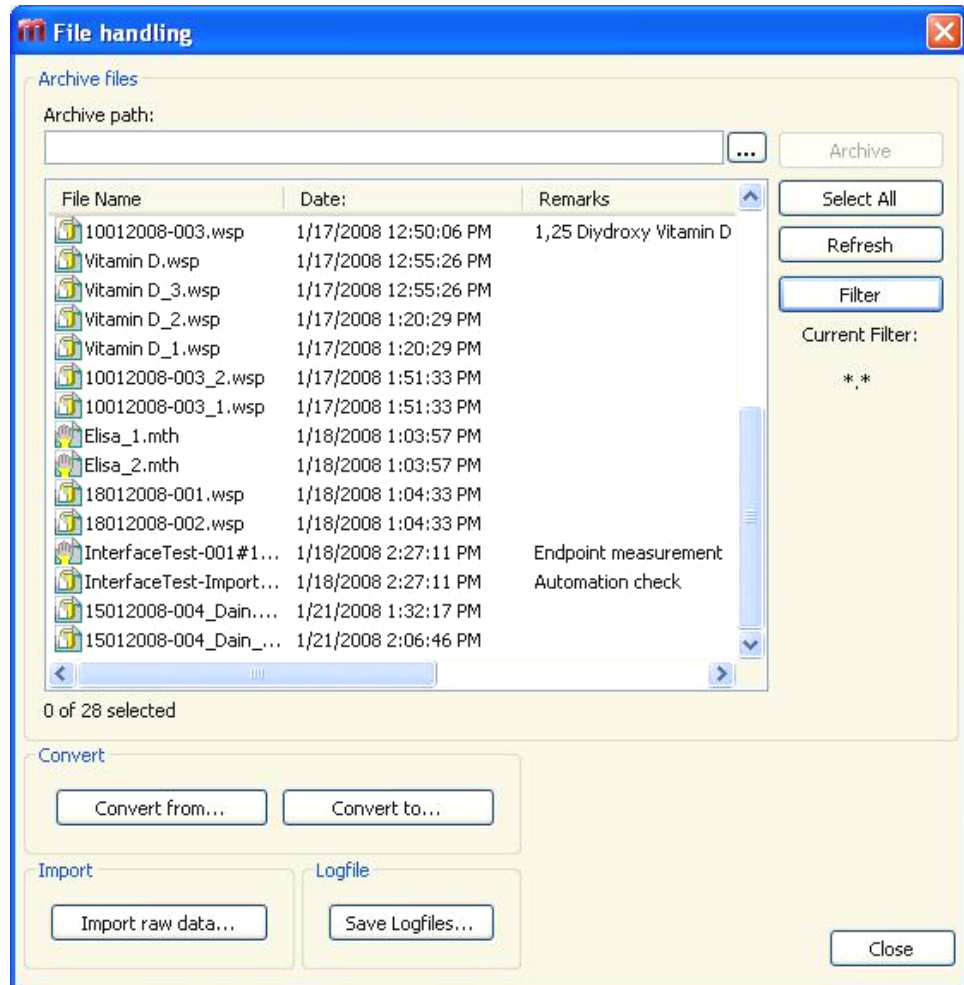 File handling
Archive files
Archive path:
...
Archive
File Name Date: Remarks
Select All
10012008-003.wsp 1/17/2008 12:50:06 PM 1,25 Diydroxy Vitamin D
Refresh
Vitamin D.wsp 1/17/2008 12:55:26 PM
Vitamin D_3.wsp 1/17/2008 12:55:26 PM
Filter
Vitamin D_2.wsp 1/17/2008 1:20:29 PM
Current Filter:
Vitamin D_1.wsp 1/17/2008 1:20:29 PM
10012008-003_2.wsp 1/17/2008 1:51:33 PM
*.*
10012008-003_1.wsp 1/17/2008 1:51:33 PM
Elisa_1.mth 1/18/2008 1:03:57 PM
Elisa_2.mth 1/18/2008 1:03:57 PM
18012008-001.wsp 1/18/2008 1:04:33 PM
18012008-002.wsp 1/18/2008 1:04:33 PM
InterfaceTest-001#1... 1/18/2008 2:27:11 PM Endpoint measurement
InterfaceTest-Import... 1/18/2008 2:27:11 PM Automation check
15012008-004_Dain.... 1/21/2008 1:32:17 PM
15012008-004_Dain_... 1/21/2008 2:06:46 PM
0 of 28 selected
Convert
Convert from... Convert to...
Import Logfile
Import raw data... Save Logfiles...
Close